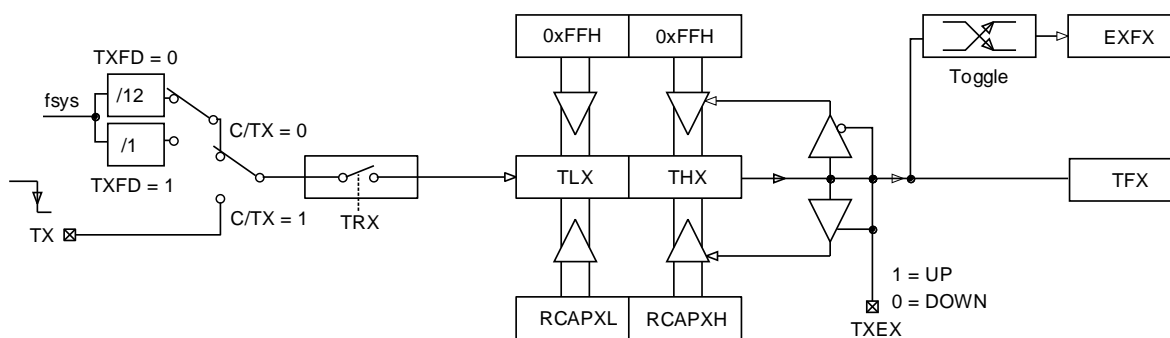 0xFFH 0xFFH
EXFX
Toggle
TXFD = 0
/12
fsys
C/TX = 0
/1
TXFD = 1
TLX THX
TFX
C/TX = 1
TRX
TX
1 = UP
0 = DOWN
RCAPXL RCAPXH
TXEX